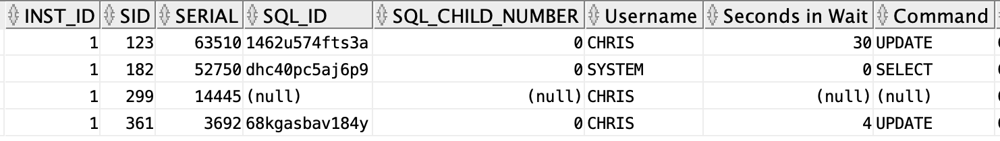 INST_ID SID SERIAL SQL_ID SQL_CHILD_NUMBER Username Seconds in Wait Command
1 123 63510 1462u574fts3a 0 CHRIS 30 UPDATE
1 182 52750 dhc40pc5aj6p9 0 SYSTEM 0 SELECT
1 299 14445 (null) (null) CHRIS (null) (null)
1 361 3692 68kgasbav184y 0 CHRIS 4 UPDATE